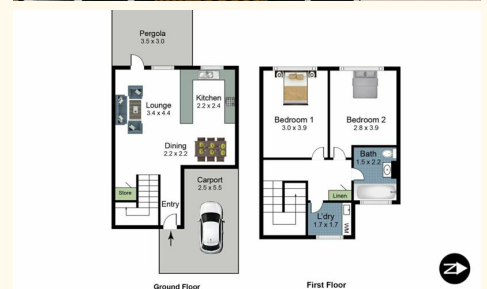 Pergola
3.5 x 3.0
Lounge
3.4 x 4.4
Kitchen
2.2 x 2.4
Dining
2.2 x 2.2
Store
Entry
Carport
2.5 x 5.5
Ground Floor
Bedroom 1
3.0 x 3.9
Bedroom 2
2.8 x 3.9
Bath
1.5 x 2.2
Linen
L'dry
1.7 x 1.7
WM
First Floor
Z